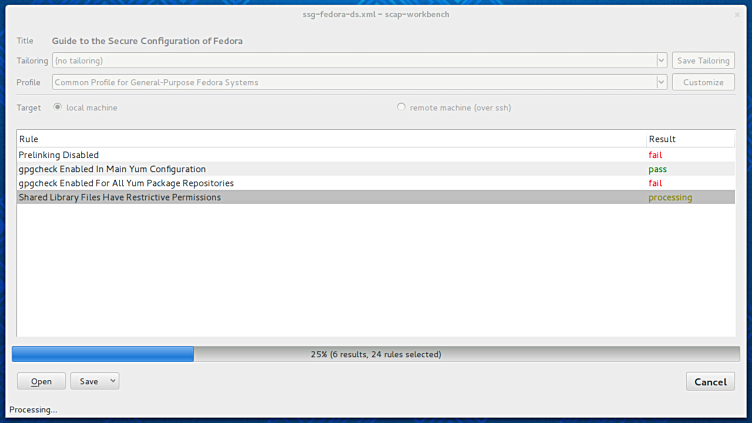 ssg-fedora-ds.xml - scap-workbench
Title Guide to the Secure Configuration of Fedora
Tailoring (no tailoring) Save Tailoring
Profile Common Profile for General-Purpose Fedora Systems Customize
Target local machine remote machine (over ssh)
Rule Result
Prelinking Disabled fail
gpgcheck Enabled In Main Yum Configuration pass
gpgcheck Enabled For All Yum Package Repositories fail
Shared Library Files Have Restrictive Permissions processing
25% (6 results, 24 rules selected)
Open Save Cancel
Processing...